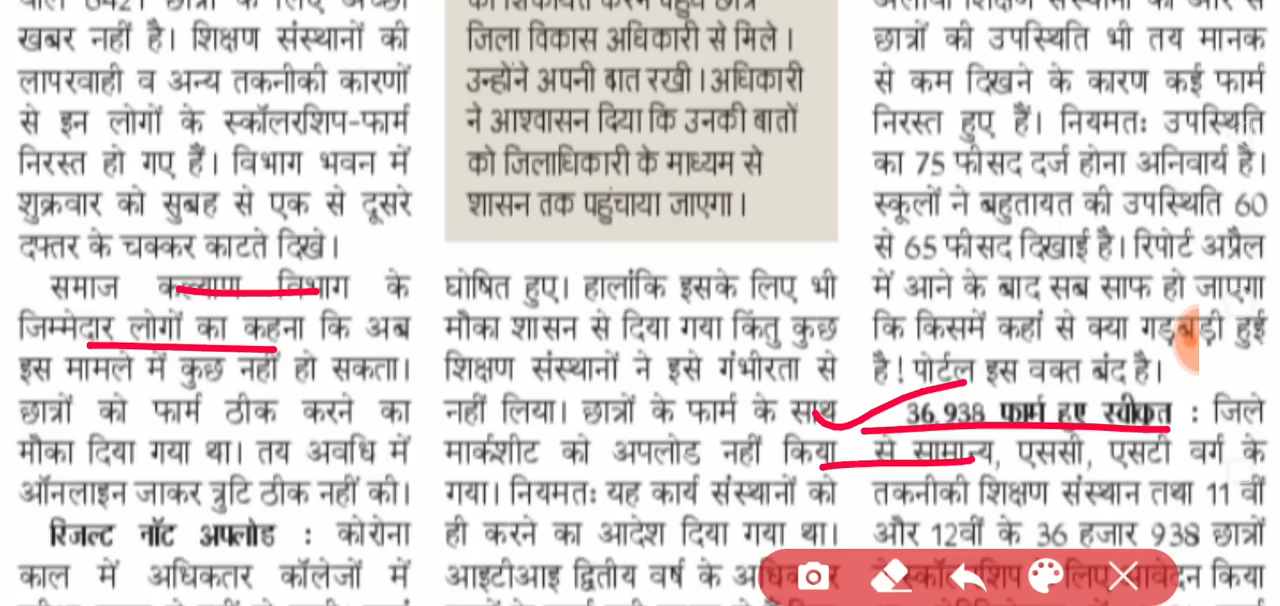 खबर नहीं है। शिक्षण संस्थानों की
लापरवाही व अन्य तकनीकी कारणों
से इन लोगों के स्कॉलरशिप-फार्म
निरस्त हो गए हैं। विभाग भवन में
शुक्रवार को सुबह से एक से दूसरे
दफ्तर के चक्कर काटते दिखे।
समाज कल्याण विभाग के
जिम्मेदार लोगों का कहना कि अब
इस मामले में कुछ नहीं हो सकता।
छात्रों को फार्म ठीक करने का
मौका दिया गया था। तय अवधि में
ऑनलाइन जाकर त्रुटि ठीक नहीं की।
रिजल्ट नॉट अपलोड : कोरोना
काल में अधिकतर कॉलेजों में
की शिकायत करने पहुंचे छात्र
जिला विकास अधिकारी से मिले।
उन्होंने अपनी बात रखी। अधिकारी
ने आश्वासन दिया कि उनकी बातों
को जिलाधिकारी के माध्यम से
शासन तक पहुंचाया जाएगा।
घोषित हुए। हालांकि इसके लिए भी
मौका शासन से दिया गया किंतु कुछ
शिक्षण संस्थानों ने इसे गंभीरता से
नहीं लिया। छात्रों के फार्म के साथ
मार्कशीट को अपलोड नहीं किया
गया। नियमतः यह कार्य संस्थानों को
ही करने का आदेश दिया गया था।
आइटीआइ द्वितीय वर्ष के
छात्रों की उपस्थिति भी तय मानक
से कम दिखने के कारण कई फार्म
निरस्त हुए हैं। नियमतः उपस्थिति
का 75 फीसद दर्ज होना अनिवार्य है।
स्कूलों ने बहुतायत की उपस्थिति 60
से 65 फीसद दिखाई है। रिपोर्ट अप्रैल
में आने के बाद सब साफ हो जाएगा
कि किसमें कहां से क्या गड़बड़ी हुई
है! पोर्टल इस वक्त बंद है।
36,938 फार्म हुए स्वीकृत : जिले
से सामान्य, एससी, एसटी वर्ग के
तकनीकी शिक्षण संस्थान तथा 11 वीं
और 12वीं के 36 हजार 938 छात्रों
किया